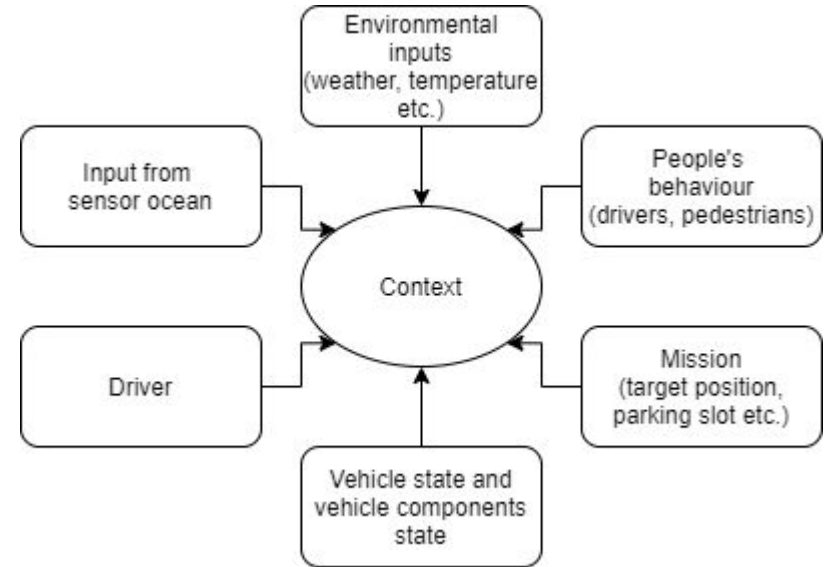 Environmental
inputs
(weather, temperature
etc.)
Input from
sensor ocean
People's
behaviour
(drivers, pedestrians)
Context
Driver
Mission
(target position,
parking slot etc.)
Vehicle state and
vehicle components
state